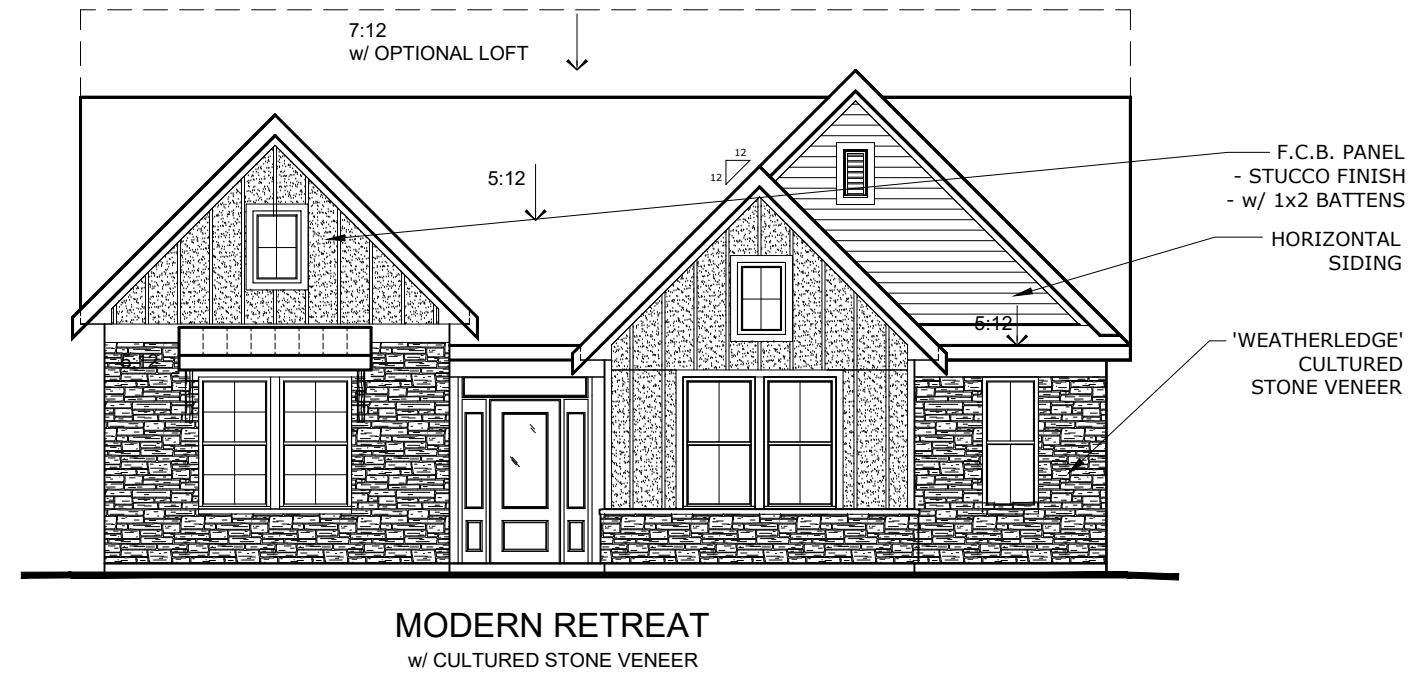 7:12
w/ OPTIONAL LOFT
12
12
5:12
F.C.B. PANEL
- STUCCO FINISH
- w/ 1x2 BATTENS
HORIZONTAL
SIDING
5:12
'WEATHERLEDGE'
CULTURED
STONE VENEER
MODERN RETREAT
w/ CULTURED STONE VENEER